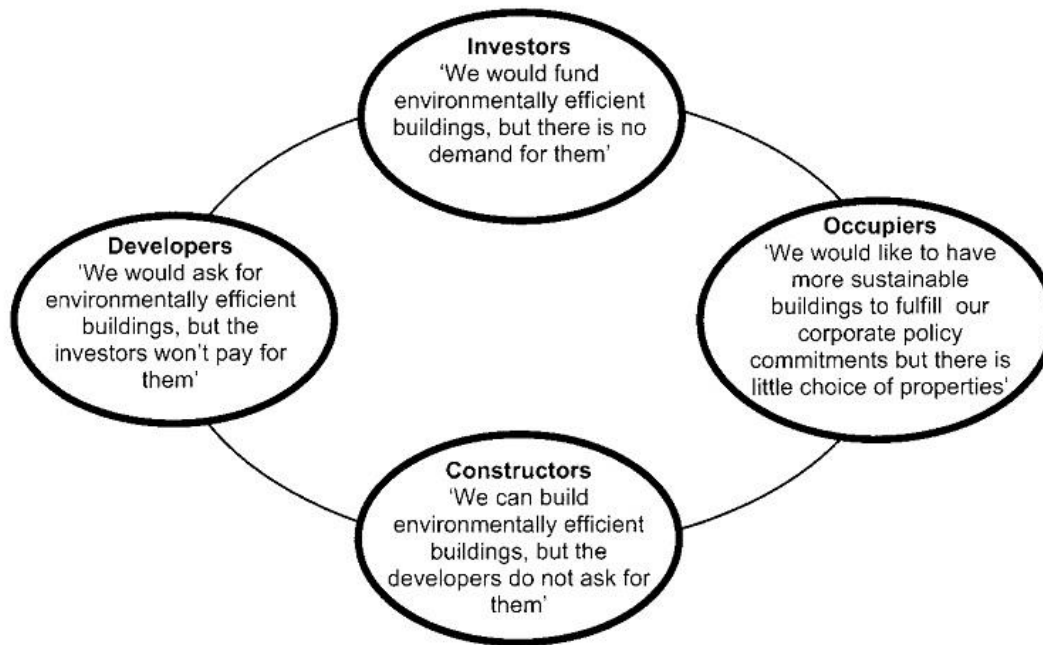 Investors
‘We would fund
environmentally efficient
buildings, but there is no
demand for them’
Developers
‘We would ask for
environmentally efficient
buildings, but the
investors won’t pay for
them’
Occupiers
‘We would like to have
more sustainable
buildings to fulfill our
corporate policy
commitments but there is
little choice of properties’
Constructors
‘We can build
environmentally efficient
buildings, but the
developers do not ask for
them’